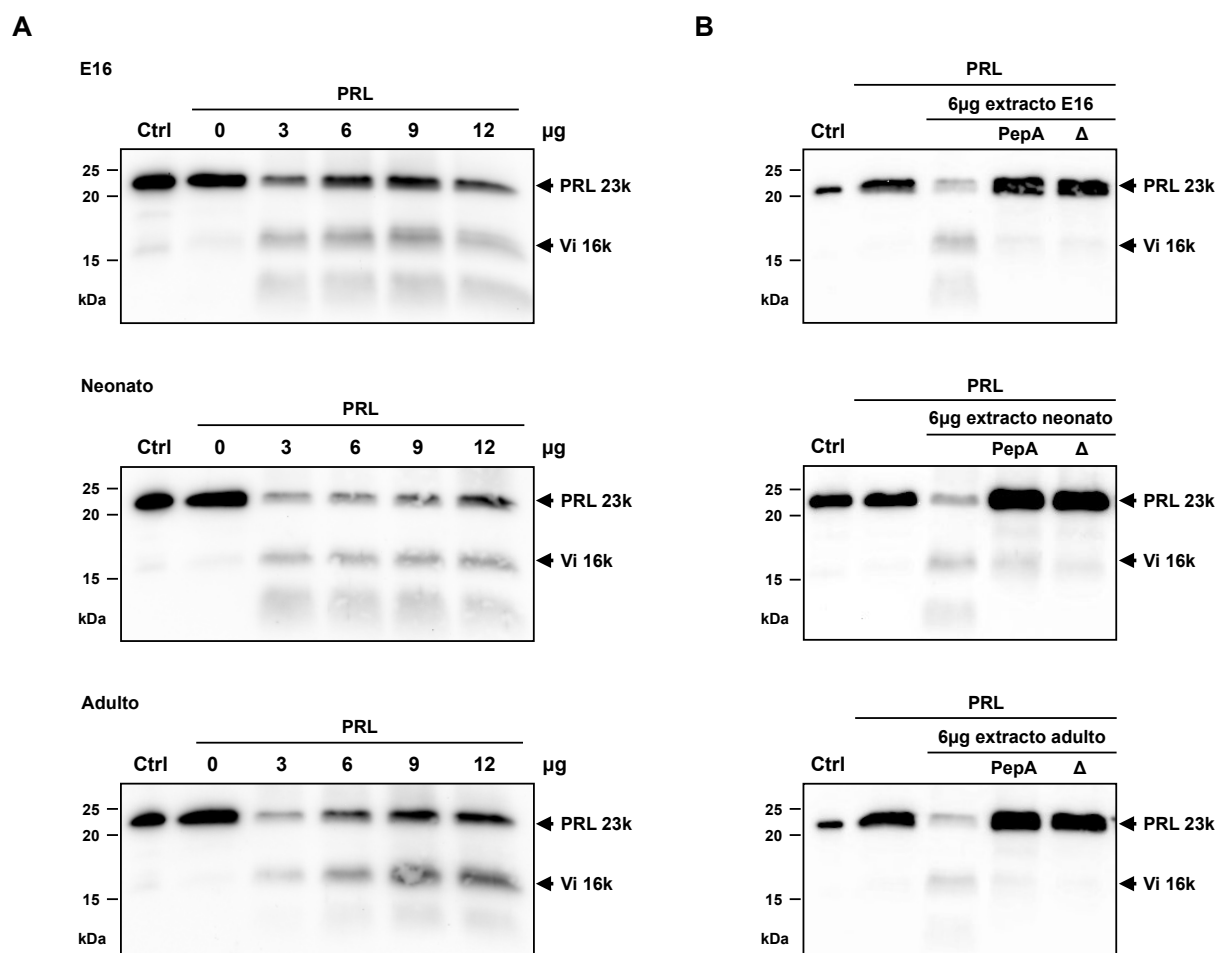 A
E16
PRL
Ctrl 0 3 6 9 12 µg
25
20
15
kDa
PRL 23k
Vi 16k
Neonato
PRL
Ctrl 0 3 6 9 12 µg
25
20
15
kDa
PRL 23k
Vi 16k
Adulto
PRL
Ctrl 0 3 6 9 12 µg
25
20
15
kDa
PRL 23k
Vi 16k
B
PRL
6µg extracto E16
Ctrl PepA Δ
25
20
15
kDa
PRL 23k
Vi 16k
PRL
6µg extracto neonato
Ctrl PepA Δ
25
20
15
kDa
PRL 23k
Vi 16k
PRL
6µg extracto adulto
Ctrl PepA Δ
25
20
15
kDa
PRL 23k
Vi 16k